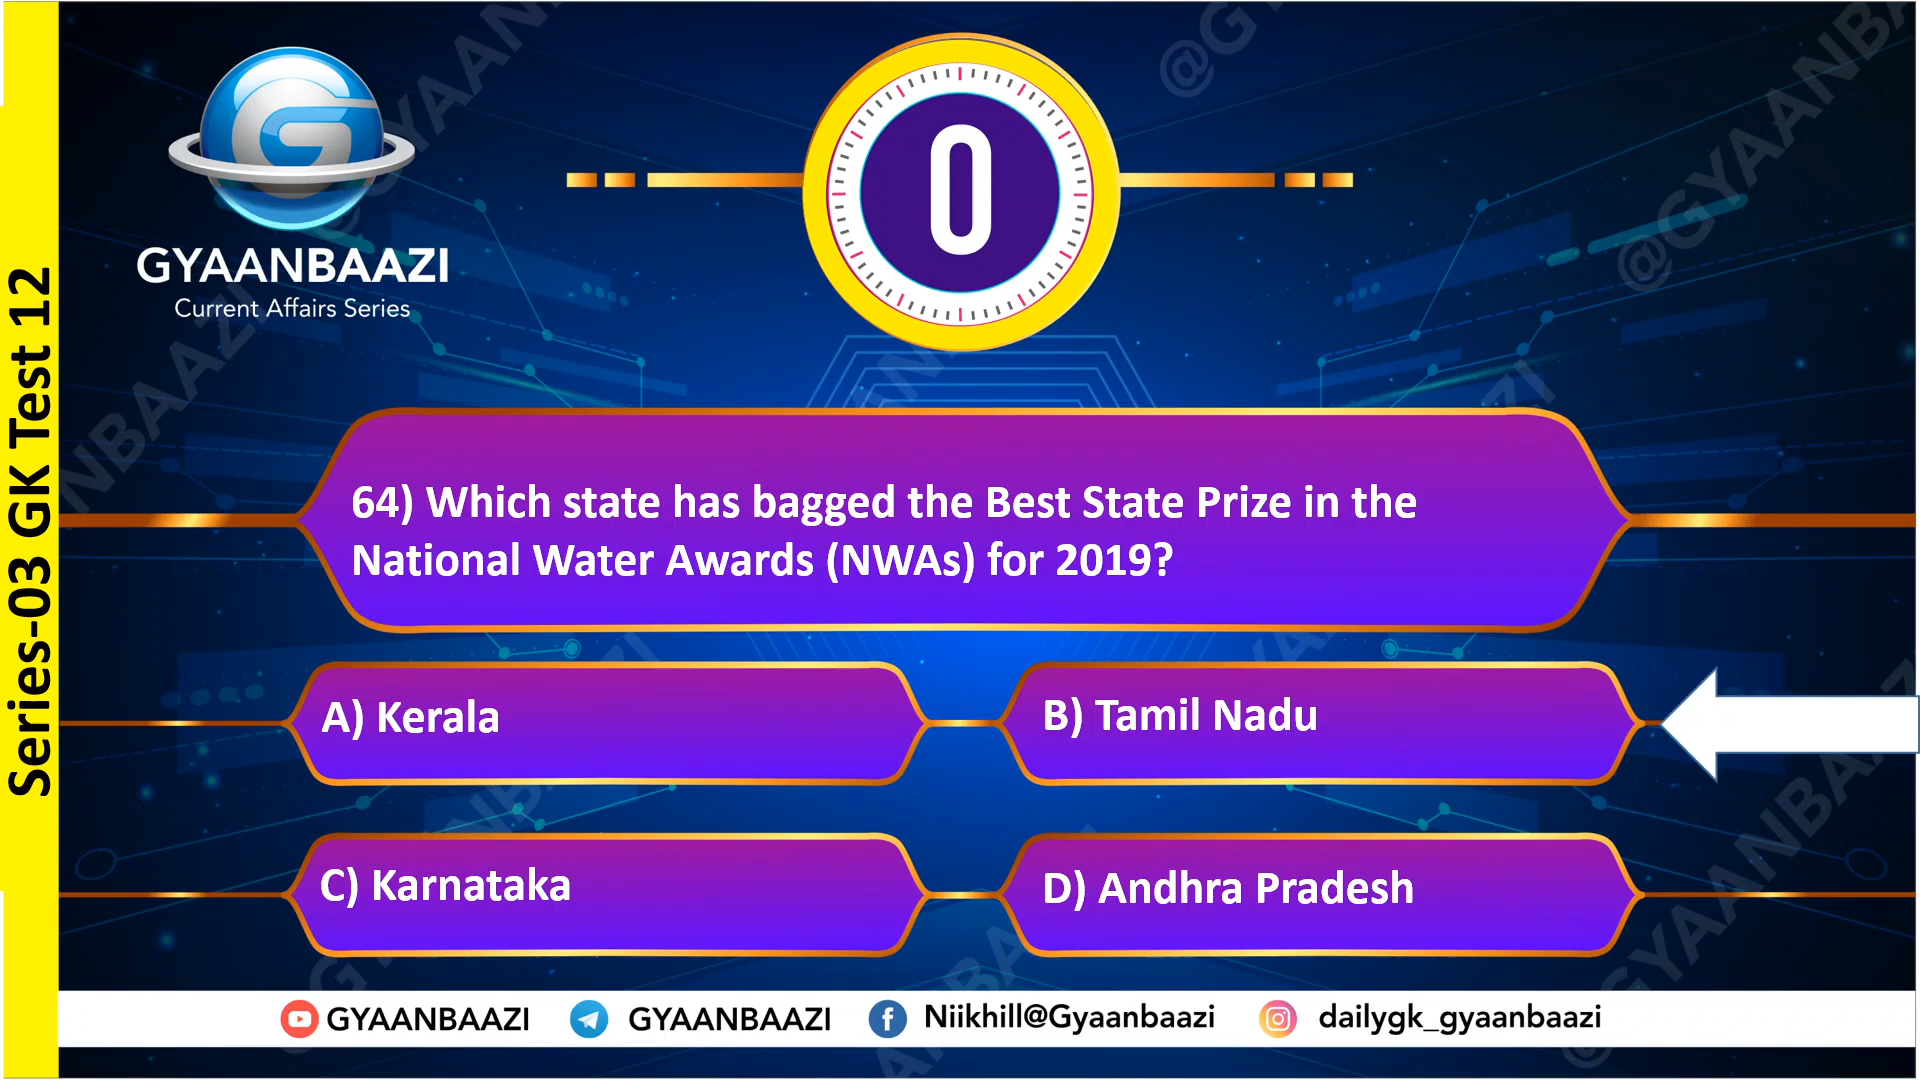 Series-03 GK Test 12
GYAANBAAZI
Current Affairs Series
0
64) Which state has bagged the Best State Prize in the
National Water Awards (NWAs) for 2019?
A) Kerala
B) Tamil Nadu
C) Karnataka
D) Andhra Pradesh
GYAANBAAZI
GYAANBAAZI
Niikhill@Gyaanbaazi
dailygk_gyaanbaazi
@GYAANBAAZI